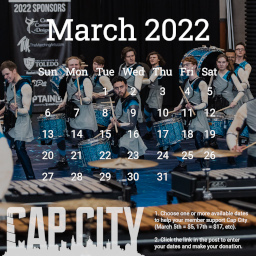 2022 SPONSORS
March 2022
Sun Mon Tue Wed Thu Fri Sat
1 2 3 4 5
6 7 8 9 10 11 12
13 14 15 16 17 18 19
20 21 22 23 24 25 26
27 28 29 30 31
TOLEDO
CAP CITY
1. Choose one or more available dates
to help your member support Cap City
(March 5th = $5, 17th = $17, etc).
2. Click the link in the post to enter
your dates and make your donation.